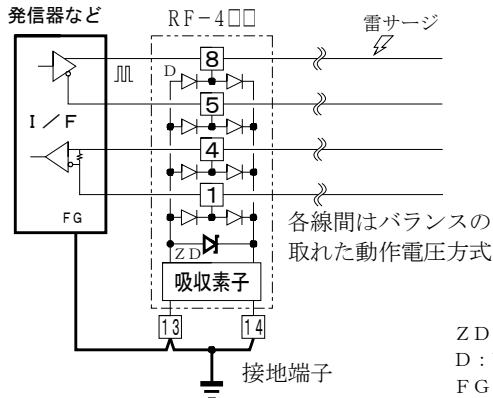 発信器など
RF-4□□
雷サージ
D
8
5
I/F
4
1
FG
各線間はバランスの
取れた動作電圧方式
ZD
吸収素子
13
14
接地端子
ZD
D:
FG